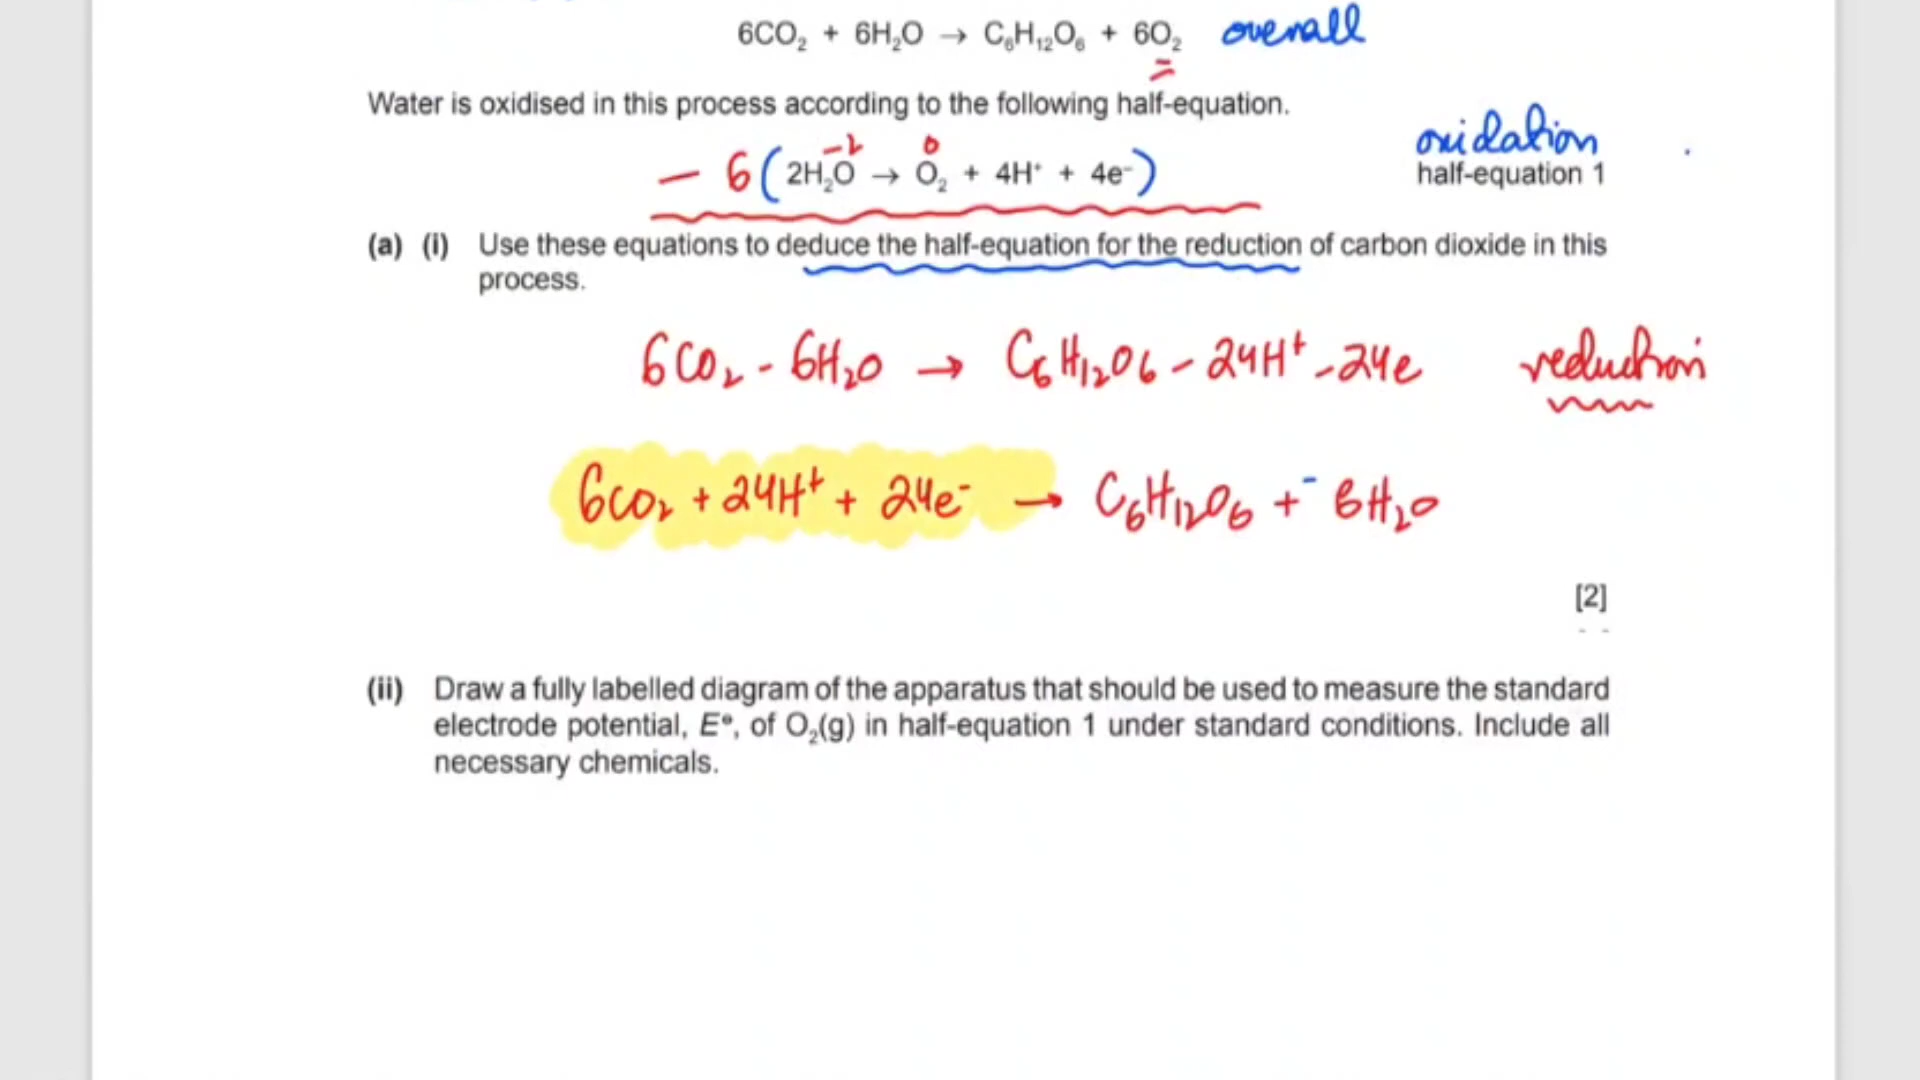 6CO₂ + 6H₂O → C₆H₁₂O₆ + 6O₂ overall
Water is oxidised in this process according to the following half-equation.
oxidation
-2 0
– 6 ( 2H₂O → O₂ + 4H⁺ + 4e⁻ ) half-equation 1
(a) (i) Use these equations to deduce the half-equation for the reduction of carbon dioxide in this
process.
6CO₂ - 6H₂O → C₆H₁₂O6 - 24H⁺ - 24e reduction
6CO₂ + 24H⁺ + 24e⁻ → C₆H₁₂O₆ + 6H₂O
[2]
(ii) Draw a fully labelled diagram of the apparatus that should be used to measure the standard
electrode potential, E°, of O₂(g) in half-equation 1 under standard conditions. Include all
necessary chemicals.